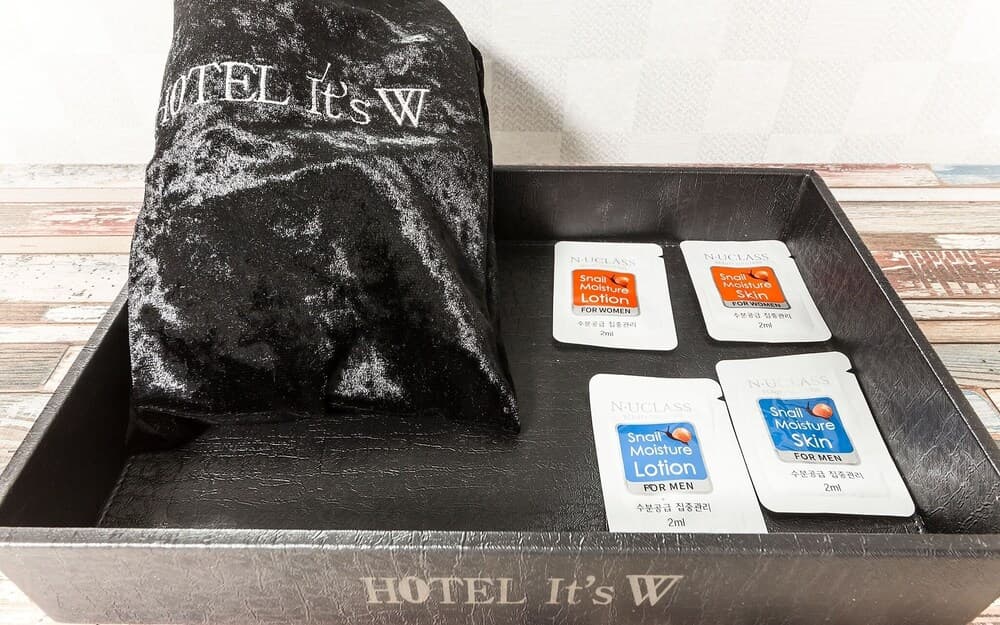 HOTEL It's W
N·UCLASS
Snail
Moisture
Lotion
FOR WOMEN
수분공급 집중관리
2ml
N·UCLASS
Snail
Moisture
Skin
FOR WOMEN
수분공급 집중관리
2ml
N·UCLASS
Snail
Moisture
Lotion
FOR MEN
수분공급 집중관리
2ml
N·UCLASS
Snail
Moisture
Skin
FOR MEN
수분공급 집중관리
2ml
HOTEL It's W